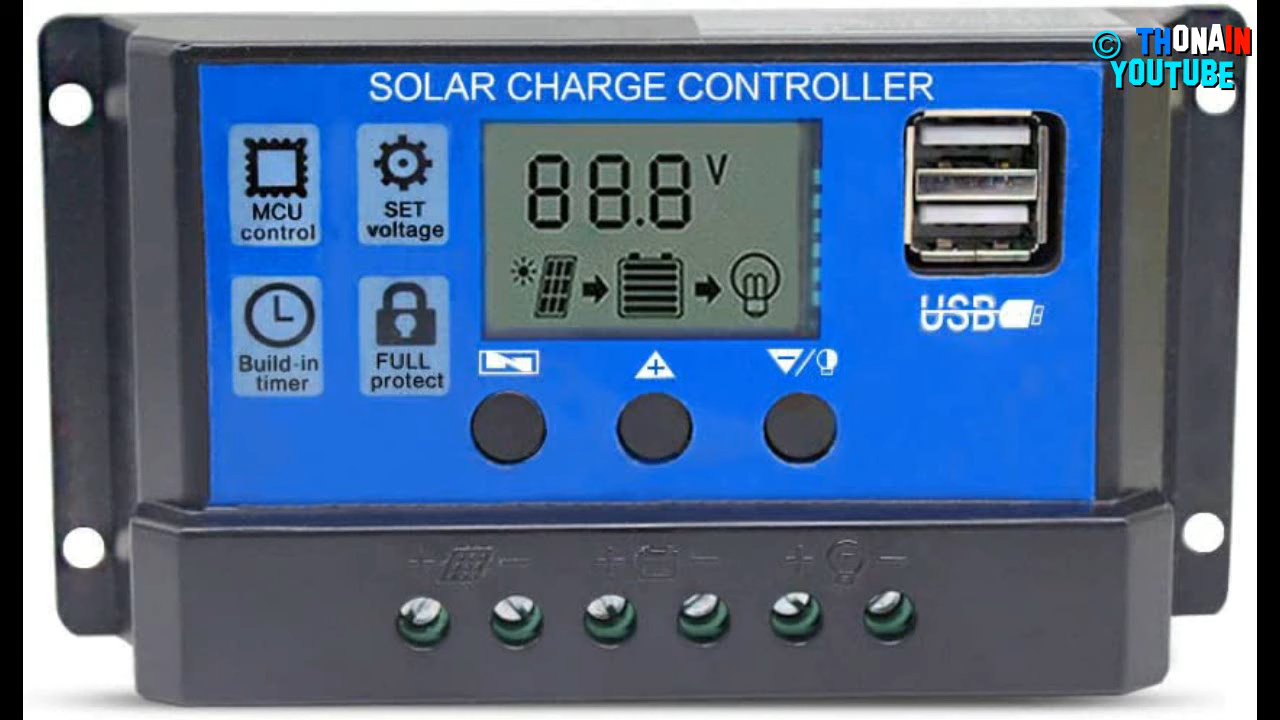 © THONAIN
YOUTUBE
SOLAR CHARGE CONTROLLER
MCU
control
SET
voltage
88.8 V
Build-in
timer
FULL
protect
USB
+ -
+ -
+ -